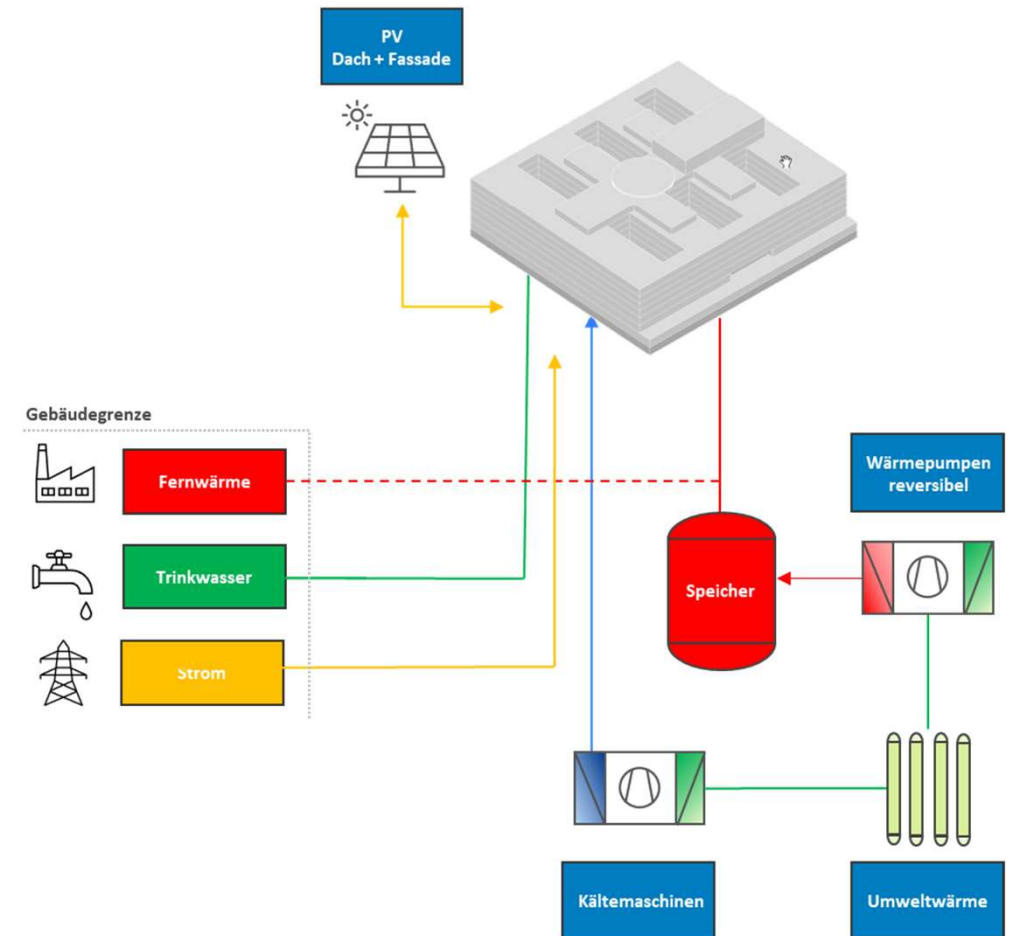 PV
Dach + Fassade
Gebäudegrenze
Fernwärme
Wärmepumpen
reversibel
Trinkwasser
Speicher
Strom
Kältemaschinen
Umweltwärme